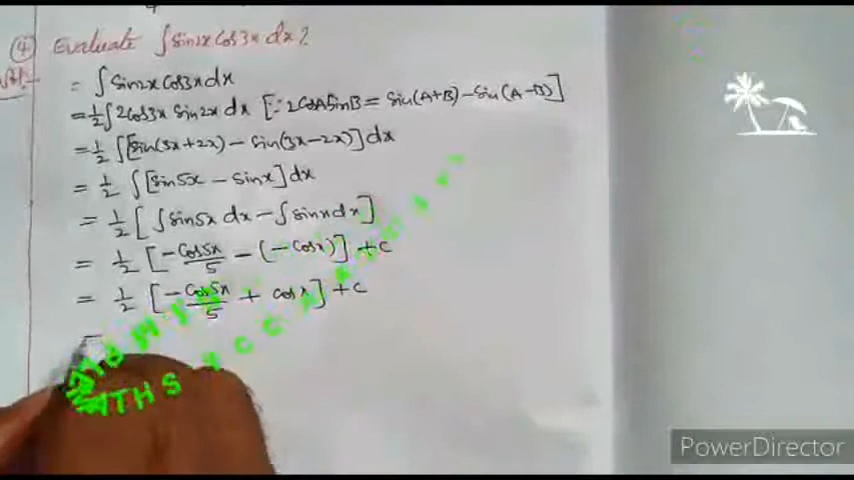 ④ Evaluate ∫sin2x cos3x dx?
Sol:-
= ∫ sin2x cos3x dx
= 1/2 ∫ 2cos3x sin2x dx [∵ 2cosA sinB = sin(A+B) - sin(A-B)]
= 1/2 ∫[sin(3x+2x) - sin(3x-2x)] dx
= 1/2 ∫[sin5x - sinx] dx
= 1/2 [∫sin5x dx - ∫sinx dx]
= 1/2 [-cos5x/5 - (-cosx)] + c
= 1/2 [-cos5x/5 + cosx] + c
PowerDirector